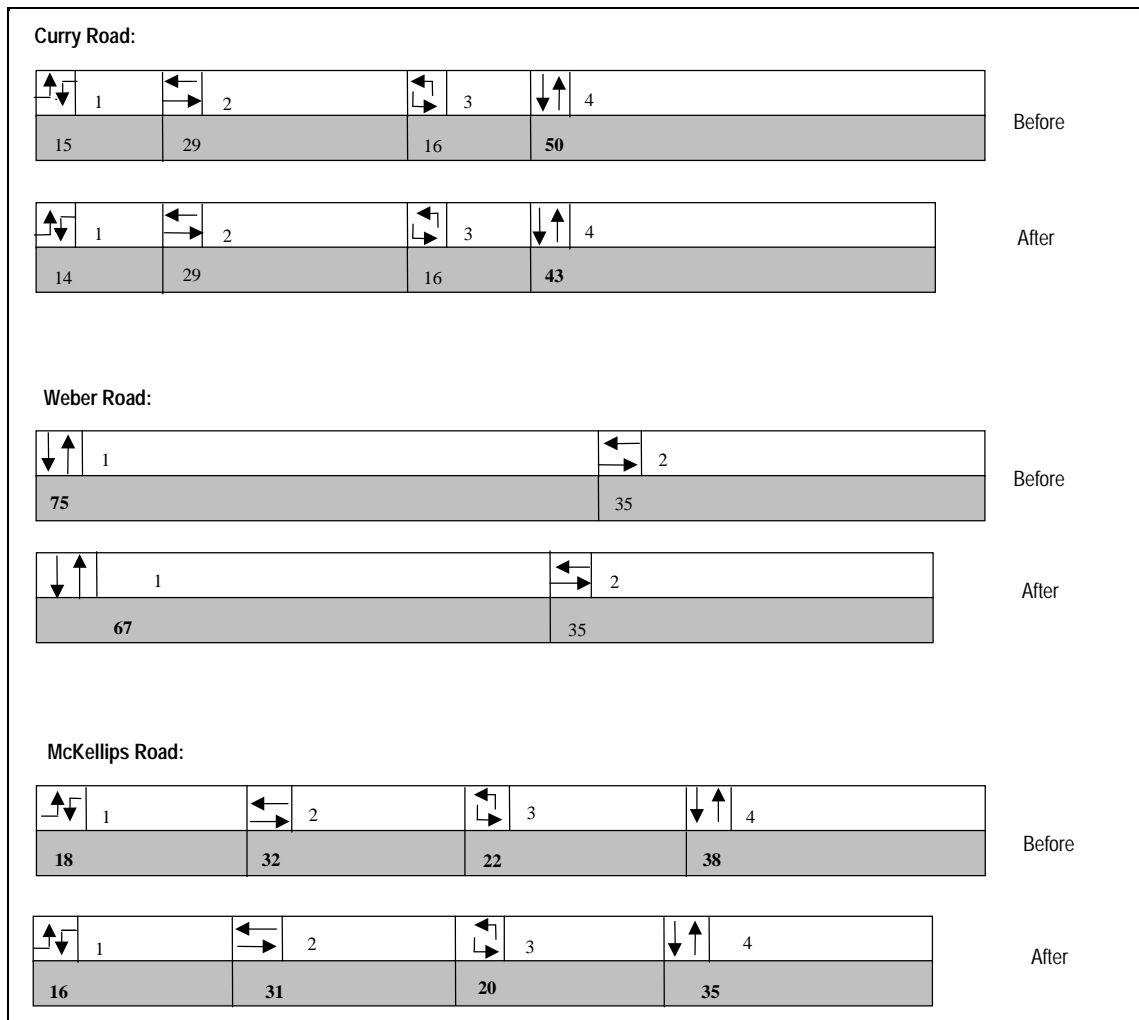 Curry Road:
1 2 3 4
Before
15 29 16 50
1 2 3 4
After
14 29 16 43
Weber Road:
1 2
Before
75 35
1 2
After
67 35
McKellips Road:
1 2 3 4
Before
18 32 22 38
1 2 3 4
After
16 31 20 35